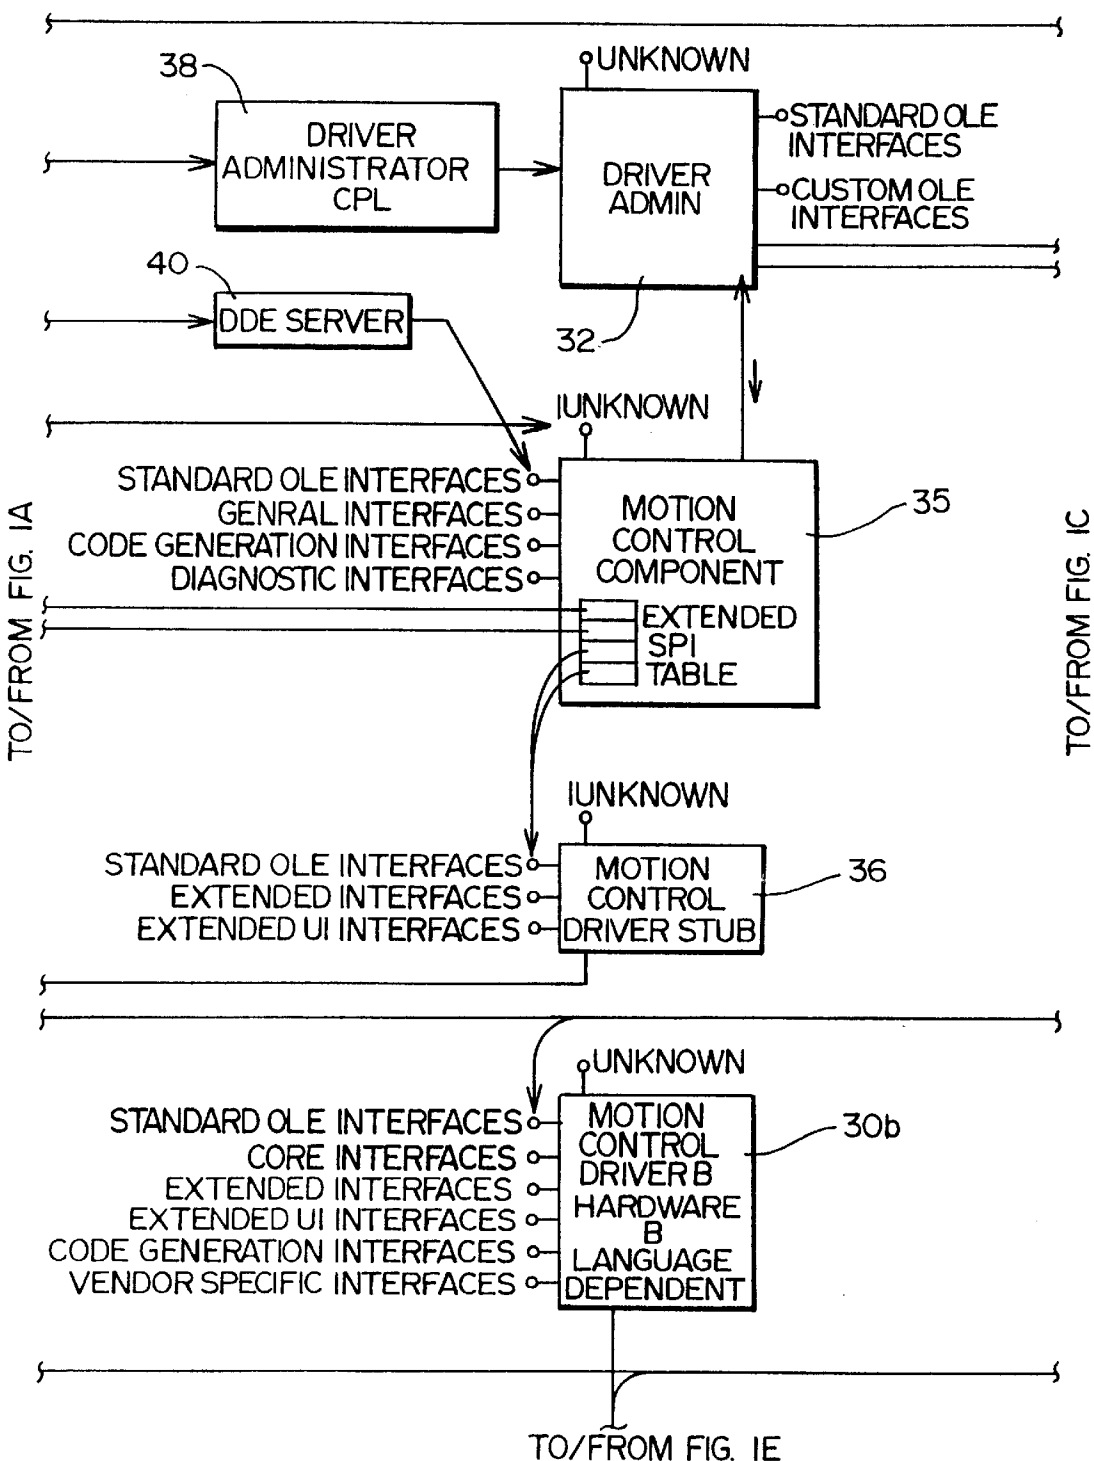 38
UNKNOWN
DRIVER
ADMINISTRATOR
CPL
DRIVER
ADMIN
STANDARD OLE
INTERFACES
CUSTOM OLE
INTERFACES
40
DDE SERVER
32
IUNKNOWN
STANDARD OLE INTERFACES
GENRAL INTERFACES
CODE GENERATION INTERFACES
DIAGNOSTIC INTERFACES
MOTION
CONTROL
COMPONENT
EXTENDED
SPI
TABLE
35
TO/FROM FIG. 1A
TO/FROM FIG. 1C
IUNKNOWN
STANDARD OLE INTERFACES
EXTENDED INTERFACES
EXTENDED UI INTERFACES
MOTION
CONTROL
DRIVER STUB
36
UNKNOWN
STANDARD OLE INTERFACES
CORE INTERFACES
EXTENDED INTERFACES
EXTENDED UI INTERFACES
CODE GENERATION INTERFACES
VENDOR SPECIFIC INTERFACES
MOTION
CONTROL
DRIVER B
HARDWARE
B
LANGUAGE
DEPENDENT
30b
TO/FROM FIG. 1E